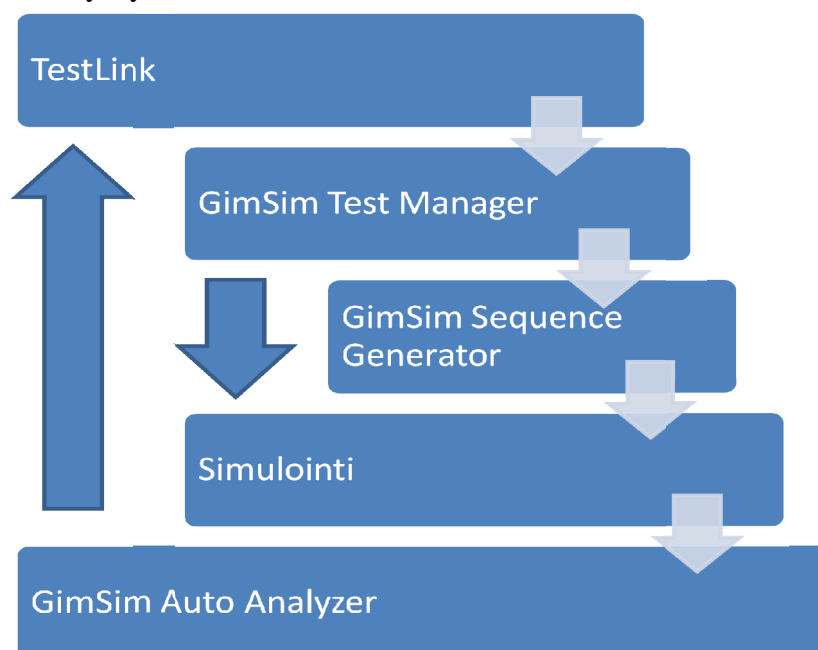 TestLink
GimSim Test Manager
GimSim Sequence
Generator
Simulointi
GimSim Auto Analyzer